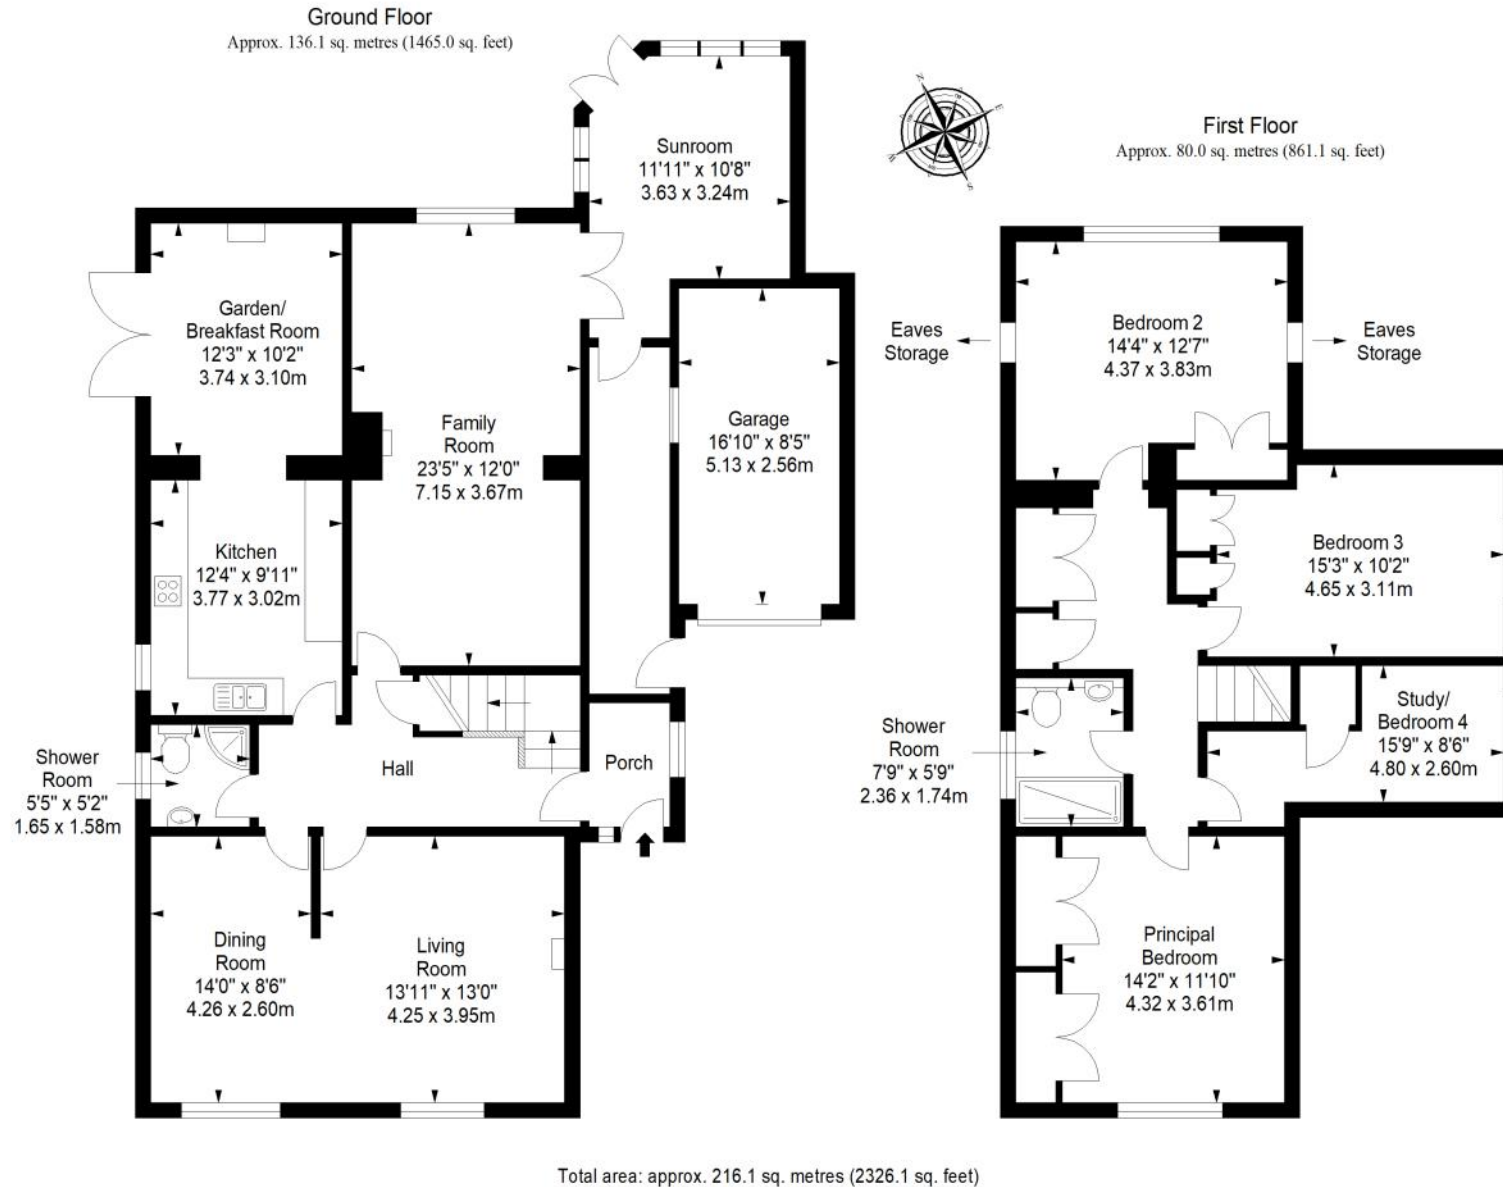 Ground Floor
Approx. 136.1 sq. metres (1465.0 sq. feet)
Sunroom
11'11" x 10'8"
3.63 x 3.24m
Garden/
Breakfast Room
12'3" x 10'2"
3.74 x 3.10m
Family
Room
23'5" x 12'0"
7.15 x 3.67m
Garage
16'10" x 8'5"
5.13 x 2.56m
Kitchen
12'4" x 9'11"
3.77 x 3.02m
Shower
Room
5'5" x 5'2"
1.65 x 1.58m
Hall
Porch
Dining
Room
14'0" x 8'6"
4.26 x 2.60m
Living
Room
13'11" x 13'0"
4.25 x 3.95m
N
E
S
W
First Floor
Approx. 80.0 sq. metres (861.1 sq. feet)
Eaves
Storage
Bedroom 2
14'4" x 12'7"
4.37 x 3.83m
Eaves
Storage
Bedroom 3
15'3" x 10'2"
4.65 x 3.11m
Shower
Room
7'9" x 5'9"
2.36 x 1.74m
Study/
Bedroom 4
15'9" x 8'6"
4.80 x 2.60m
Principal
Bedroom
14'2" x 11'10"
4.32 x 3.61m
Total area: approx. 216.1 sq. metres (2326.1 sq. feet)